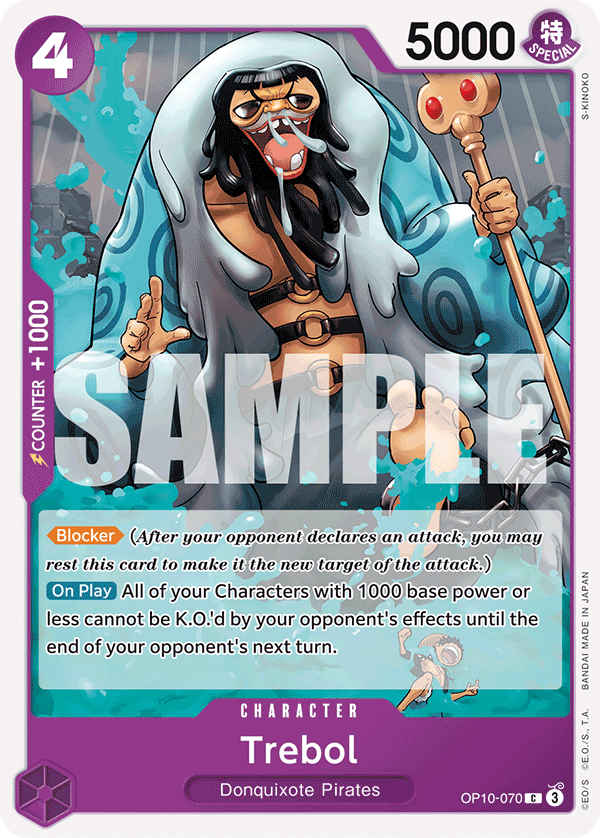 4
5000
特
SPECIAL
S-KINOKO
COUNTER +1000
SAMPLE
Blocker (After your opponent declares an attack, you may
rest this card to make it the new target of the attack.)
On Play All of your Characters with 1000 base power or
less cannot be K.O.'d by your opponent's effects until the
end of your opponent's next turn.
CHARACTER
Trebol
Donquixote Pirates
OP10-070 C 3
©EO/S ©E.O./S., T.A. BANDAI MADE IN JAPAN